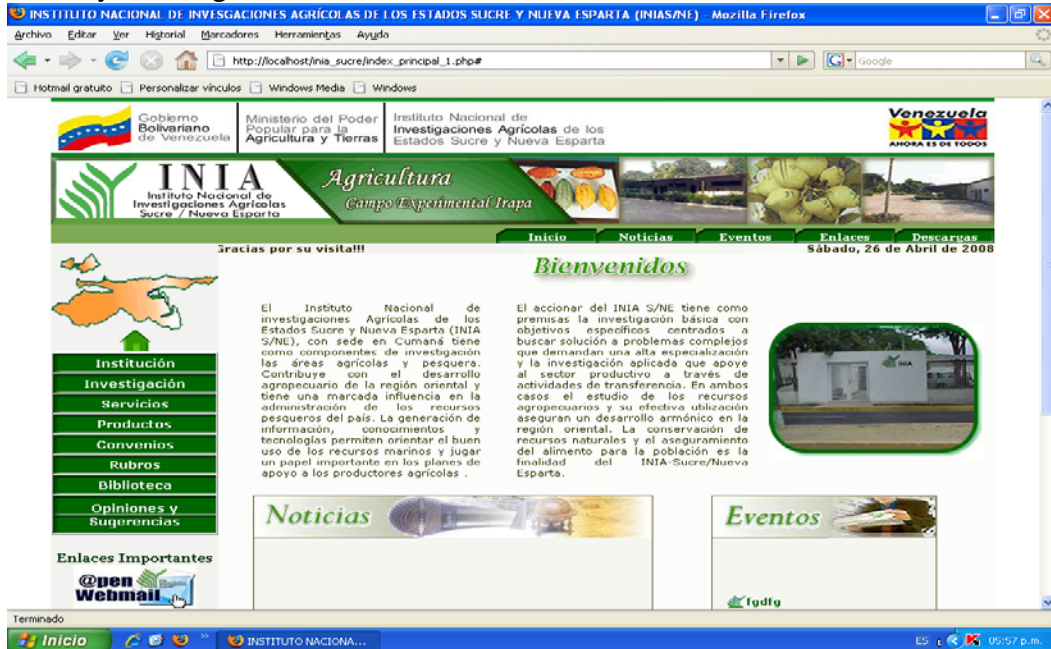 INSTITUTO NACIONAL DE INVESGACIONES AGRÍCOLAS DE LOS ESTADOS SUCRE Y NUEVA ESPARTA (INIAS/NE) - Mozilla Firefox
Archivo Editar Ver Historial Marcadores Herramientas Ayuda
http://localhost/inia_sucre/index_principal_1.php#
Google
Hotmail gratuito Personalizar vínculos Windows Media Windows
Gobierno
Bolivariano
de Venezuela
Ministerio del Poder
Popular para la
Agricultura y Tierras
Instituto Nacional de
Investigaciones Agrícolas de los
Estados Sucre y Nueva Esparta
Venezuela
AHORA ES DE TODOS
INIA
Instituto Nacional de
Investigaciones Agrícolas
Sucre / Nueva Esparta
Agricultura
Campo Experimental Irapa
Inicio Noticias Eventos Enlaces Descargas
Gracias por su visita!!!
Sábado, 26 de Abril de 2008
Bienvenidos
El Instituto Nacional de
investigaciones Agrícolas de los
Estados Sucre y Nueva Esparta (INIA
S/NE), con sede en Cumaná tiene
como componentes de investigación
las áreas agrícolas y pesquera.
Contribuye con el desarrollo
agropecuario de la región oriental y
tiene una marcada influencia en la
administración de los recursos
pesqueros del país. La generación de
información, conocimientos y
tecnologías permiten orientar el buen
uso de los recursos marinos y jugar
un papel importante en los planes de
apoyo a los productores agrícolas .
El accionar del INIA S/NE tiene como
premisas la investigación básica con
objetivos específicos centrados a
buscar solución a problemas complejos
que demandan una alta especialización
y la investigación aplicada que apoye
al sector productivo a través de
actividades de transferencia. En ambos
casos el estudio de los recursos
agropecuarios y su efectiva utilización
aseguran un desarrollo armónico en la
región oriental. La conservación de
recursos naturales y el aseguramiento
del alimento para la población es la
finalidad del INIA-Sucre/Nueva
Esparta.
INIA
Institución
Investigación
Servicios
Productos
Convenios
Rubros
Biblioteca
Opiniones y
Sugerencias
Enlaces Importantes
@pen
Webmail
Noticias
Eventos
fgdfg
Terminado
Inicio
INSTITUTO NACIONA...
ES
05:57 p.m.